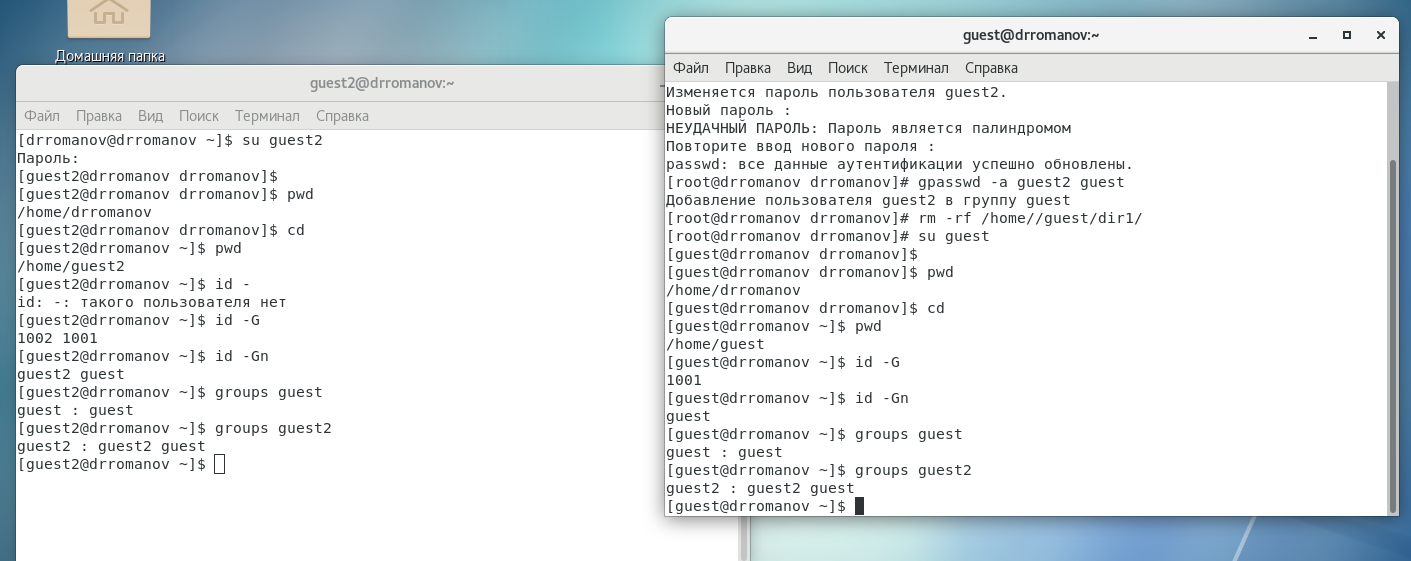 Домашняя папка
guest2@drromanov:~
Файл Правка Вид Поиск Терминал Справка
[drromanov@drromanov ~]$ su guest2
Пароль:
[guest2@drromanov drromanov]$
[guest2@drromanov drromanov]$ pwd
/home/drromanov
[guest2@drromanov drromanov]$ cd
[guest2@drromanov ~]$ pwd
/home/guest2
[guest2@drromanov ~]$ id -
id: -: такого пользователя нет
[guest2@drromanov ~]$ id -G
1002 1001
[guest2@drromanov ~]$ id -Gn
guest2 guest
[guest2@drromanov ~]$ groups guest
guest : guest
[guest2@drromanov ~]$ groups guest2
guest2 : guest2 guest
[guest2@drromanov ~]$
guest@drromanov:~
Файл Правка Вид Поиск Терминал Справка
Изменяется пароль пользователя guest2.
Новый пароль :
НЕУДАЧНЫЙ ПАРОЛЬ: Пароль является палиндромом
Повторите ввод нового пароля :
passwd: все данные аутентификации успешно обновлены.
[root@drromanov drromanov]# gpasswd -a guest2 guest
Добавление пользователя guest2 в группу guest
[root@drromanov drromanov]# rm -rf /home//guest/dir1/
[root@drromanov drromanov]# su guest
[guest@drromanov drromanov]$
[guest@drromanov drromanov]$ pwd
/home/drromanov
[guest@drromanov drromanov]$ cd
[guest@drromanov ~]$ pwd
/home/guest
[guest@drromanov ~]$ id -G
1001
[guest@drromanov ~]$ id -Gn
guest
[guest@drromanov ~]$ groups guest
guest : guest
[guest@drromanov ~]$ groups guest2
guest2 : guest2 guest
[guest@drromanov ~]$